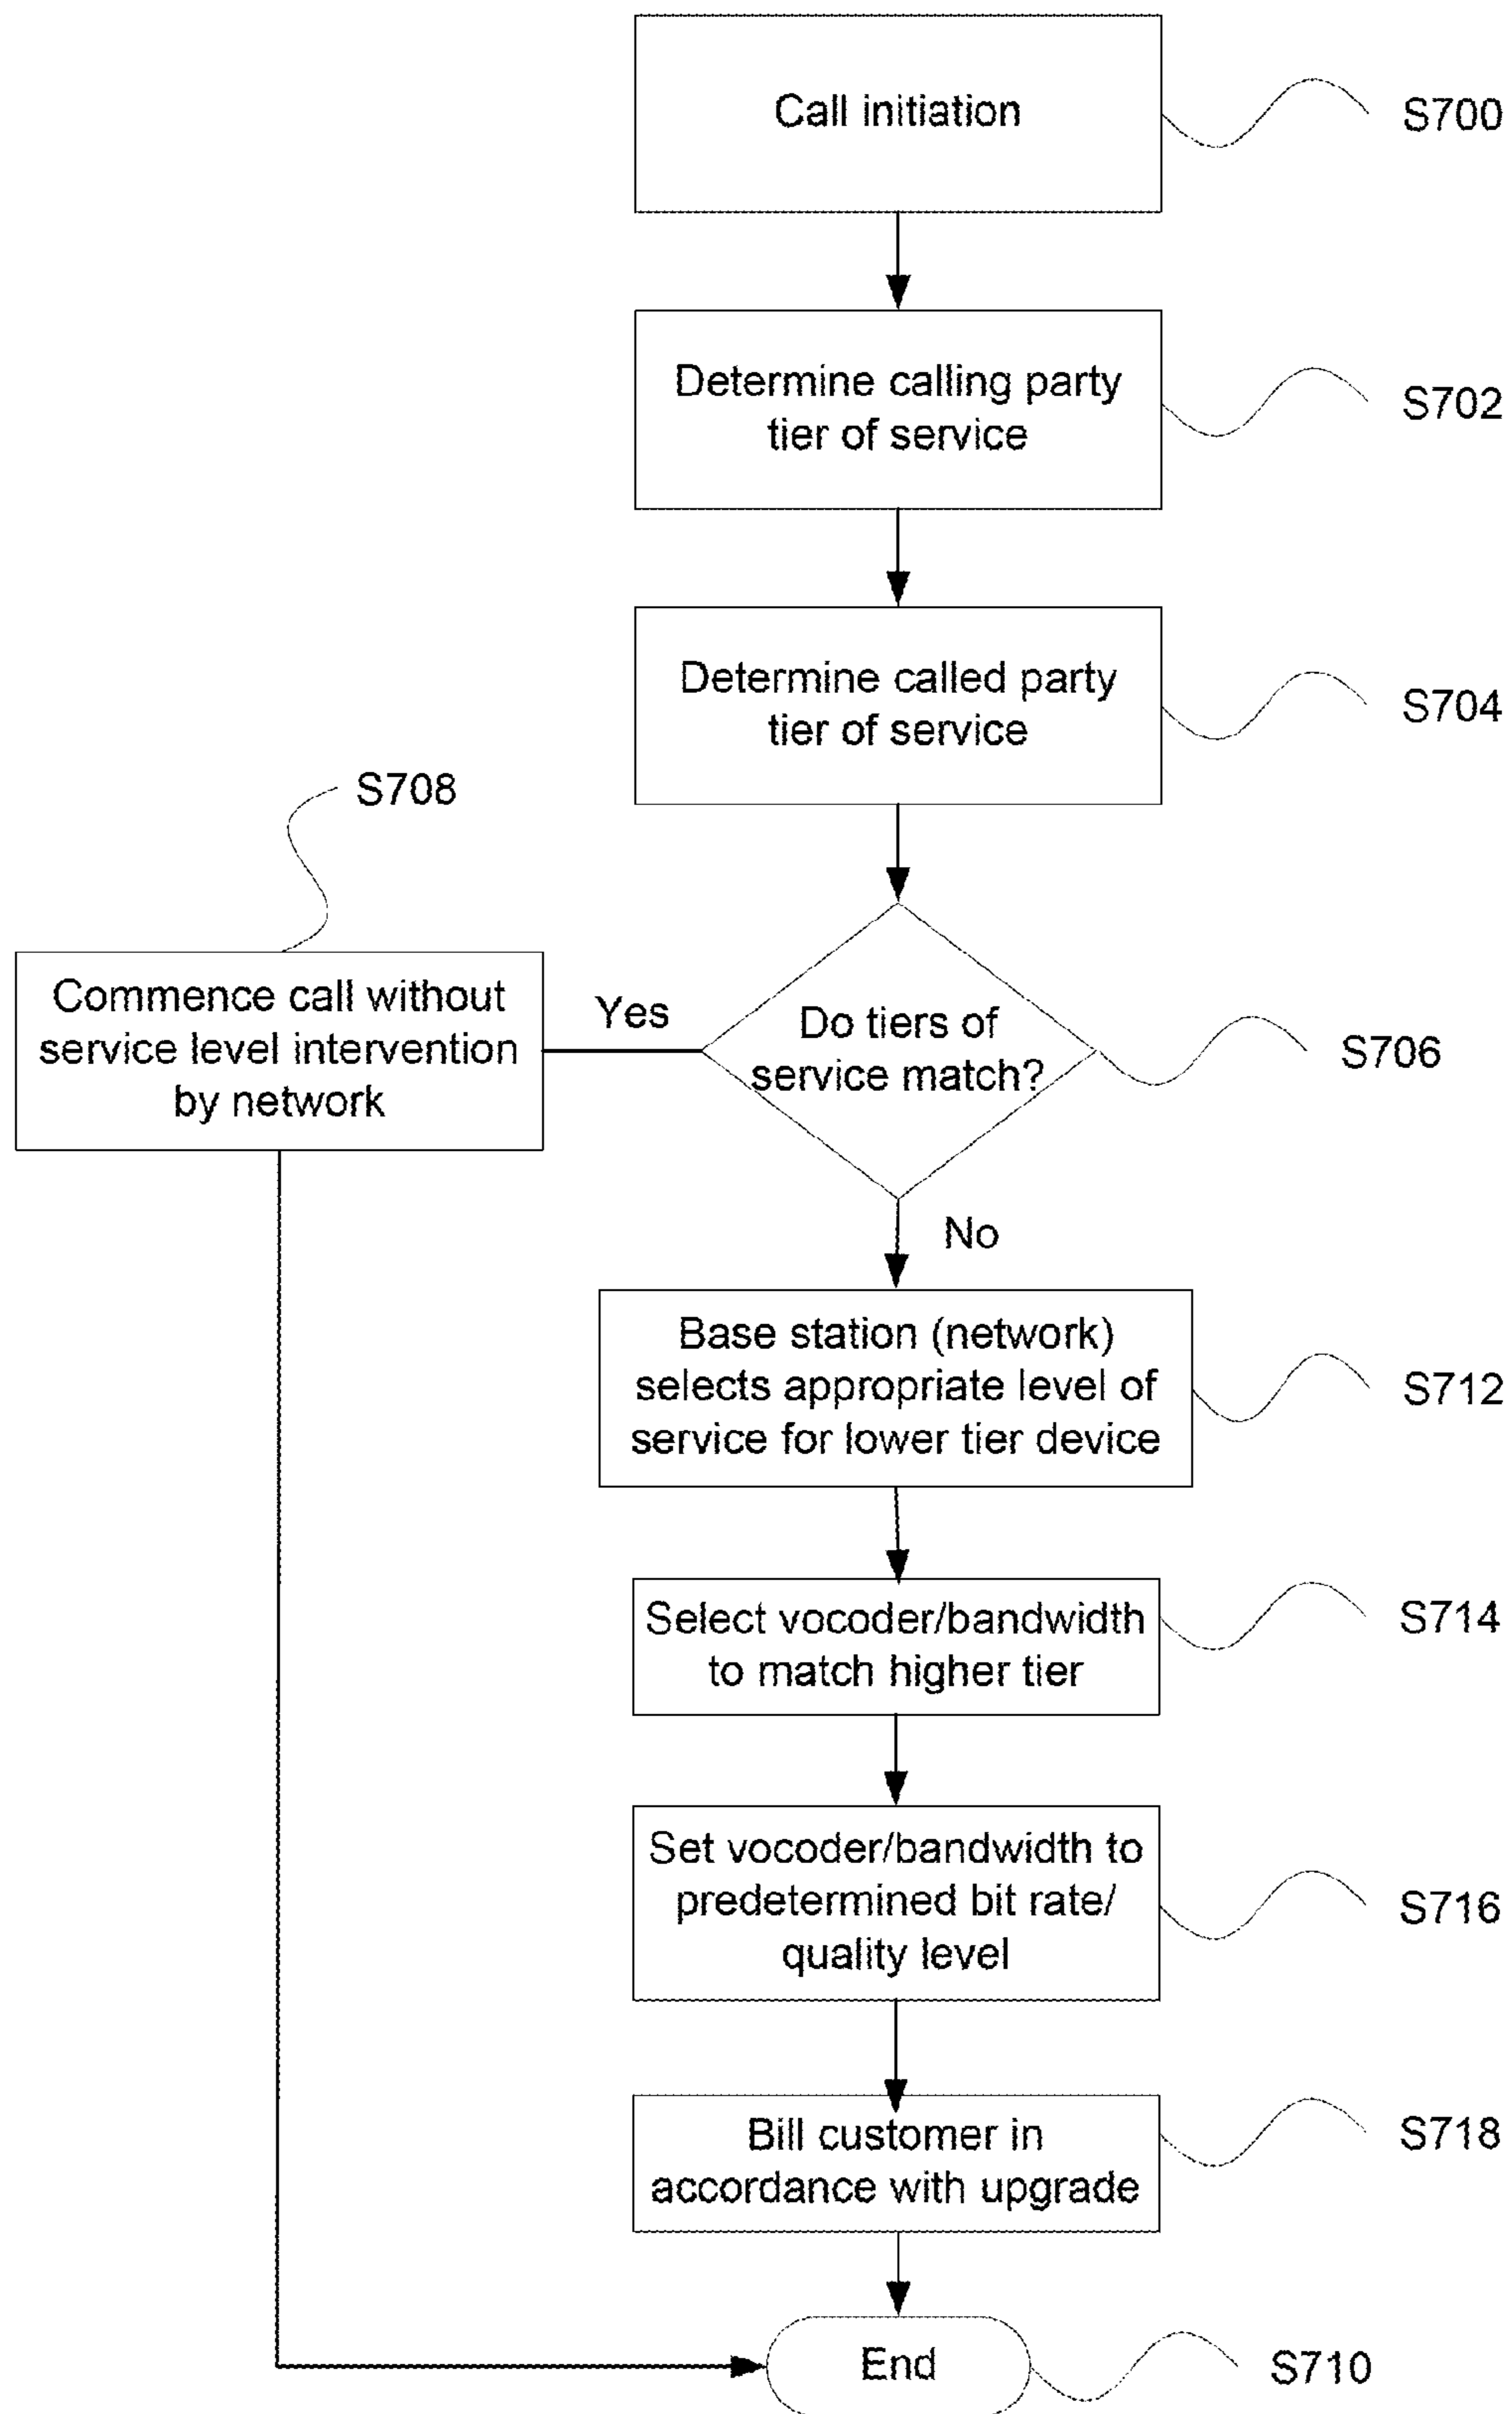 Call initiation
S700
Determine calling party
tier of service
S702
Determine called party
tier of service
S704
S708
Commence call without
service level intervention
by network
Yes
Do tiers of
service match?
S706
No
Base station (network)
selects appropriate level of
service for lower tier device
S712
Select vocoder/bandwidth
to match higher tier
S714
Set vocoder/bandwidth to
predetermined bit rate/
quality level
S716
Bill customer in
accordance with upgrade
S718
End
S710